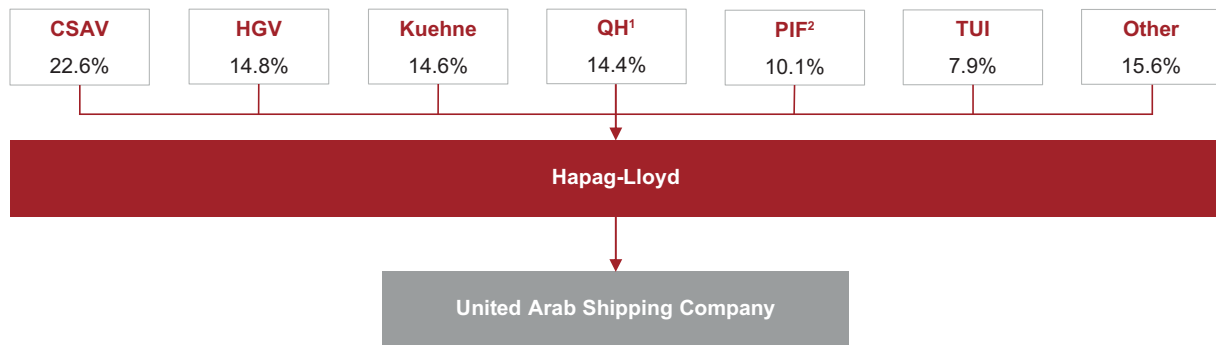 CSAV
22.6%
HGV
14.8%
Kuehne
14.6%
QH¹
14.4%
PIF²
10.1%
TUI
7.9%
Other
15.6%
Hapag-Lloyd
United Arab Shipping Company